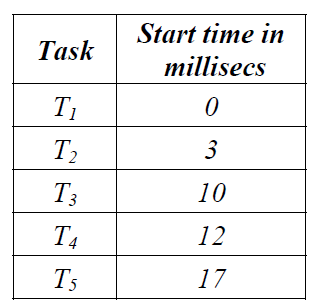 Task Start time in
millisecs
T₁ 0
T₂ 3
T₃ 10
T₄ 12
T₅ 17